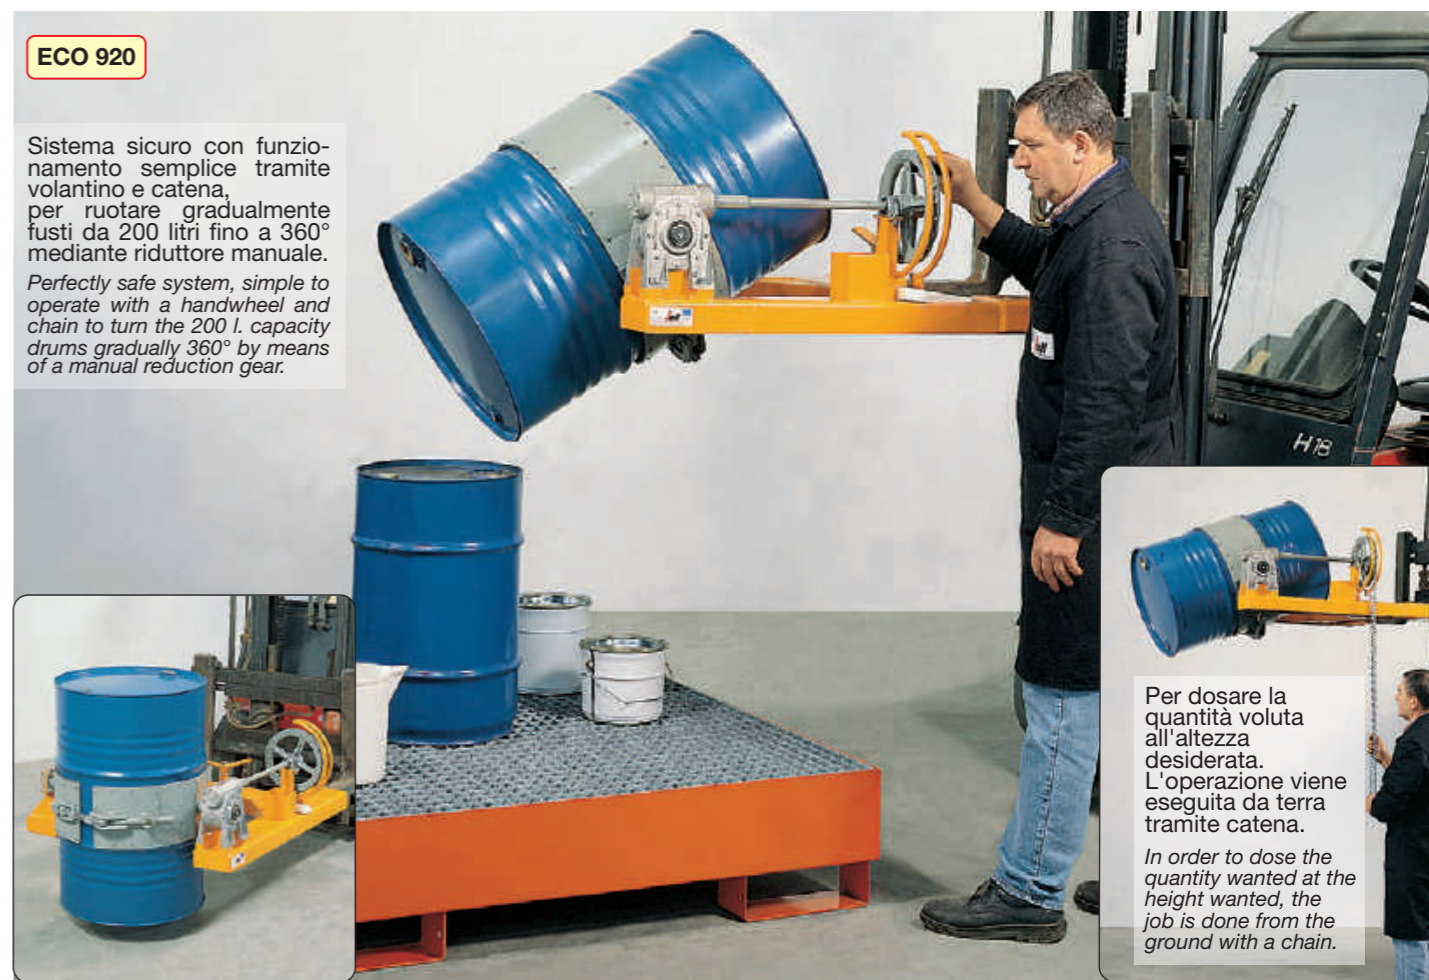 ECO 920
Sistema sicuro con funzio-
namento semplice tramite
volantino e catena,
per ruotare gradualmente
fusti da 200 litri fino a 360°
mediante riduttore manuale.
Perfectly safe system, simple to
operate with a handwheel and
chain to turn the 200 l. capacity
drums gradually 360° by means
of a manual reduction gear.
H18
Per dosare la
quantità voluta
all'altezza
desiderata.
L'operazione viene
eseguita da terra
tramite catena.
In order to dose the
quantity wanted at the
height wanted, the
job is done from the
ground with a chain.